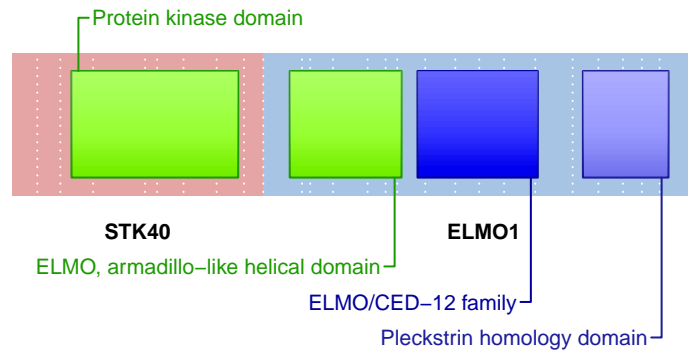 Protein kinase domain
STK40
ELMO1
ELMO, armadillo−like helical domain
ELMO/CED−12 family
Pleckstrin homology domain